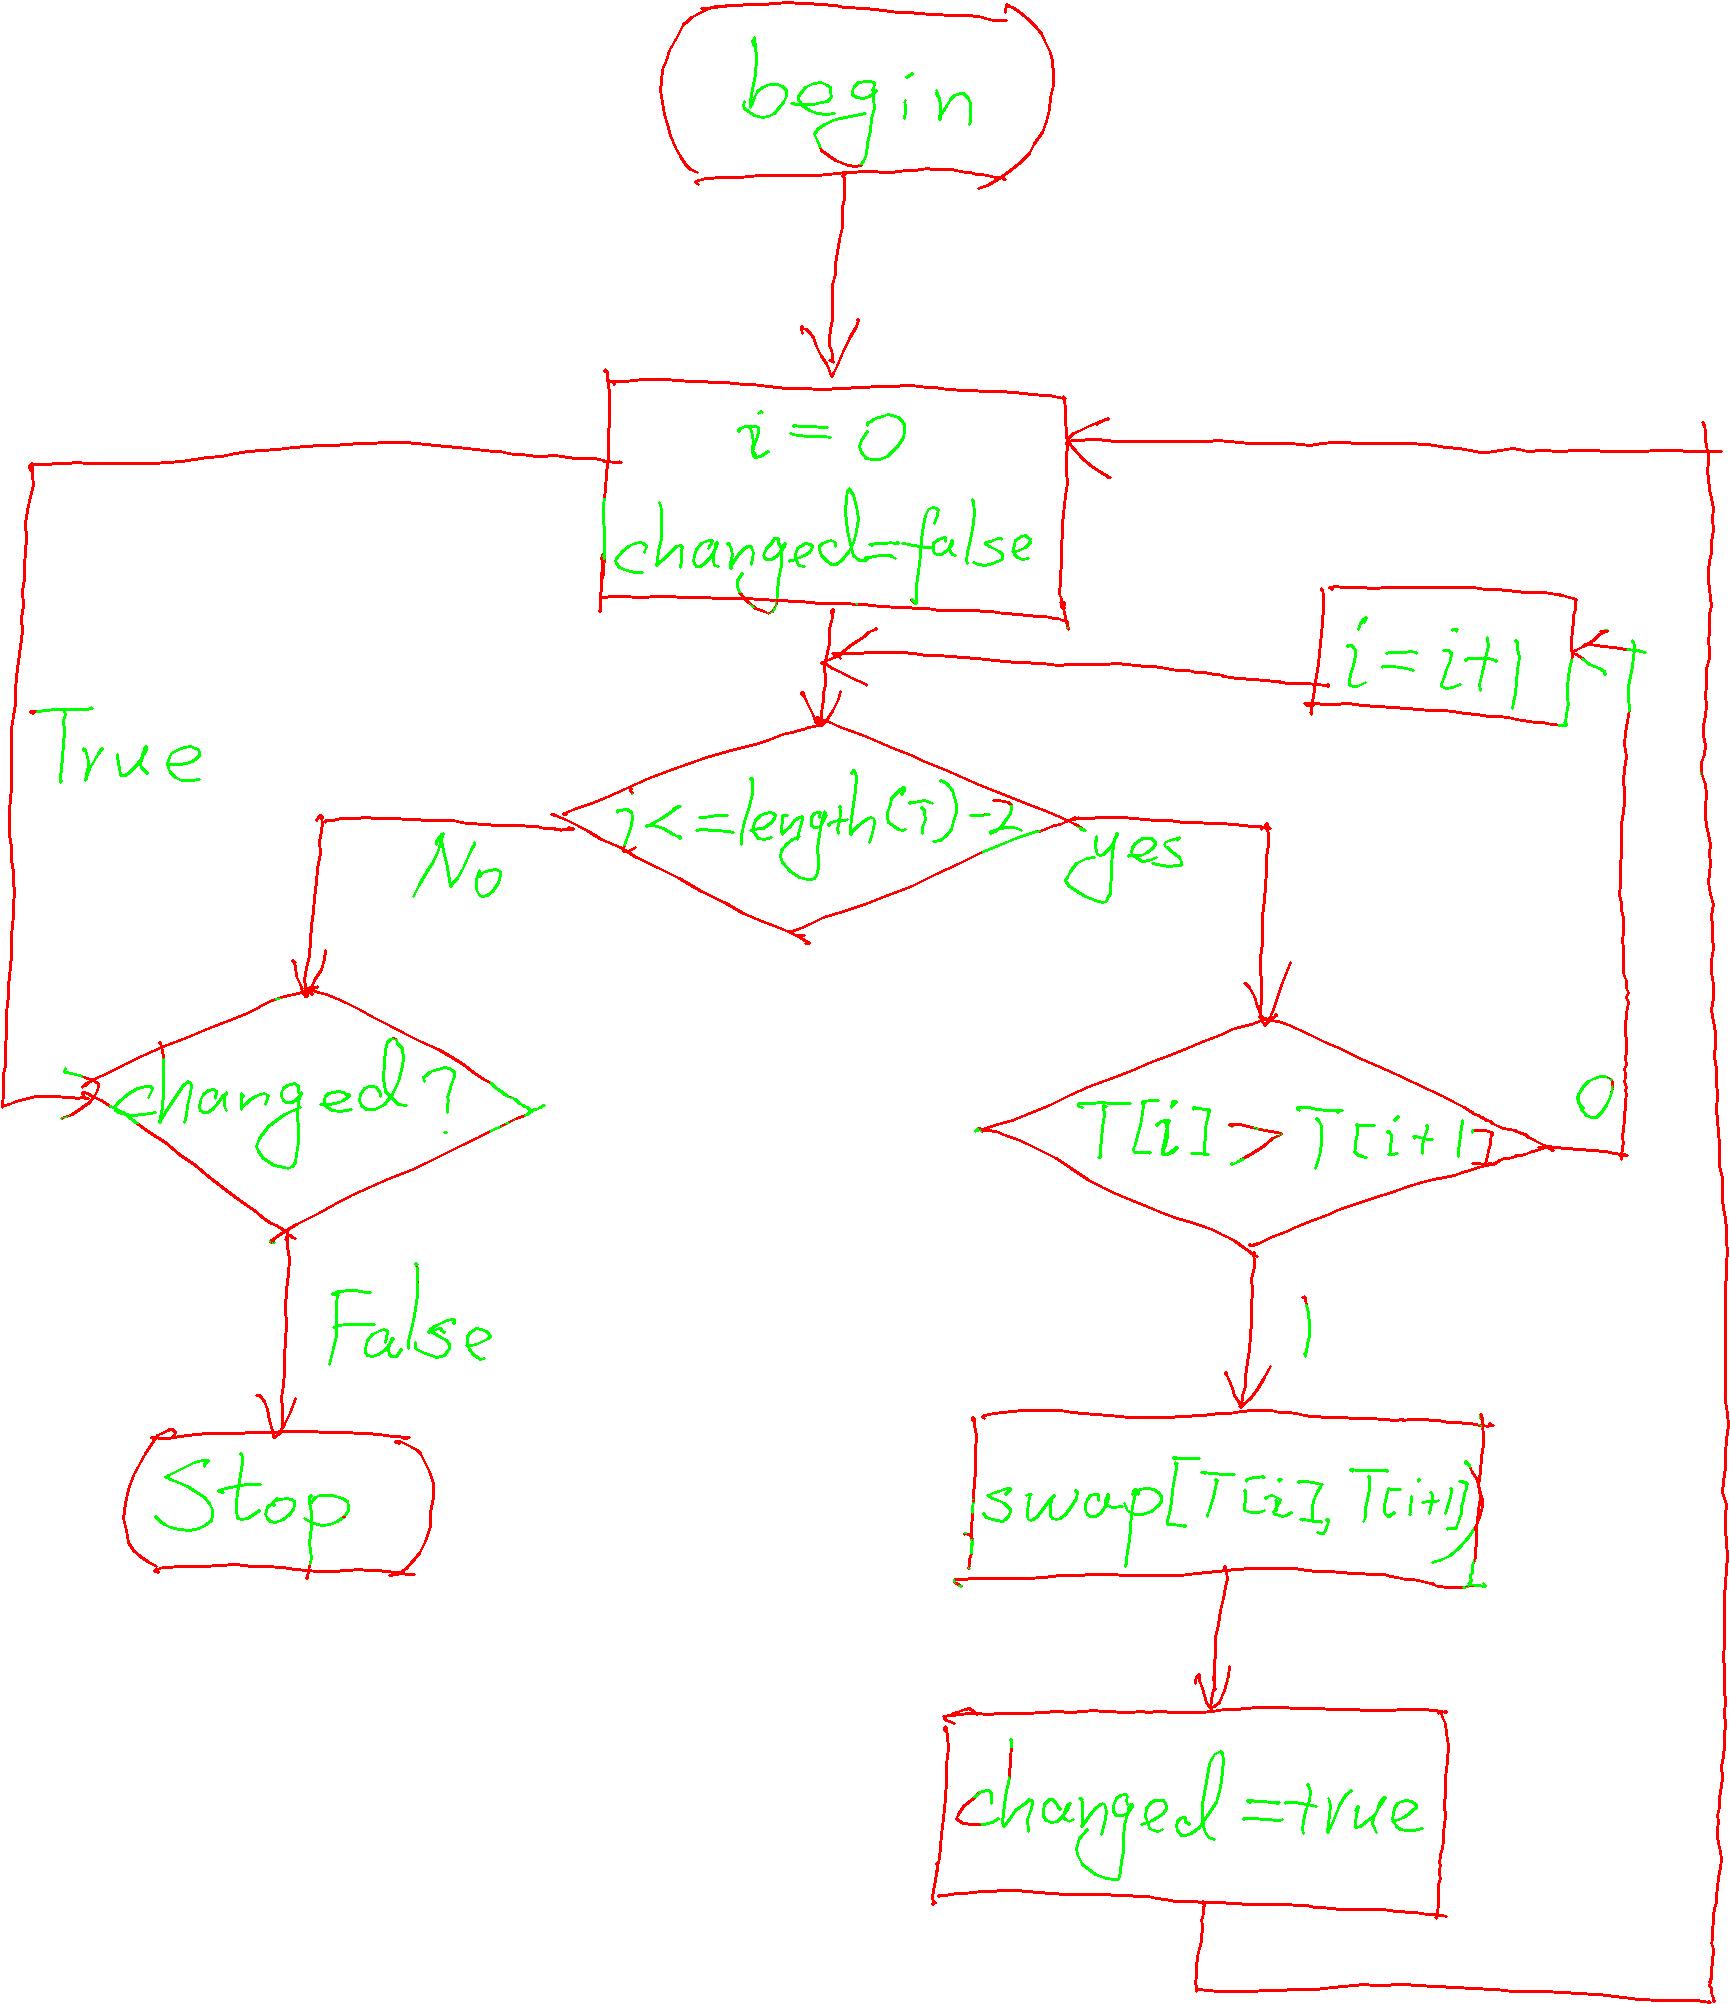 begin
i=0
changed=false
i=i+1
True
i<=length(T)-2
No
yes
changed?
T[i]>T[i+1]
0
False
1
Stop
swap[T[i],T[i+1])
changed=true